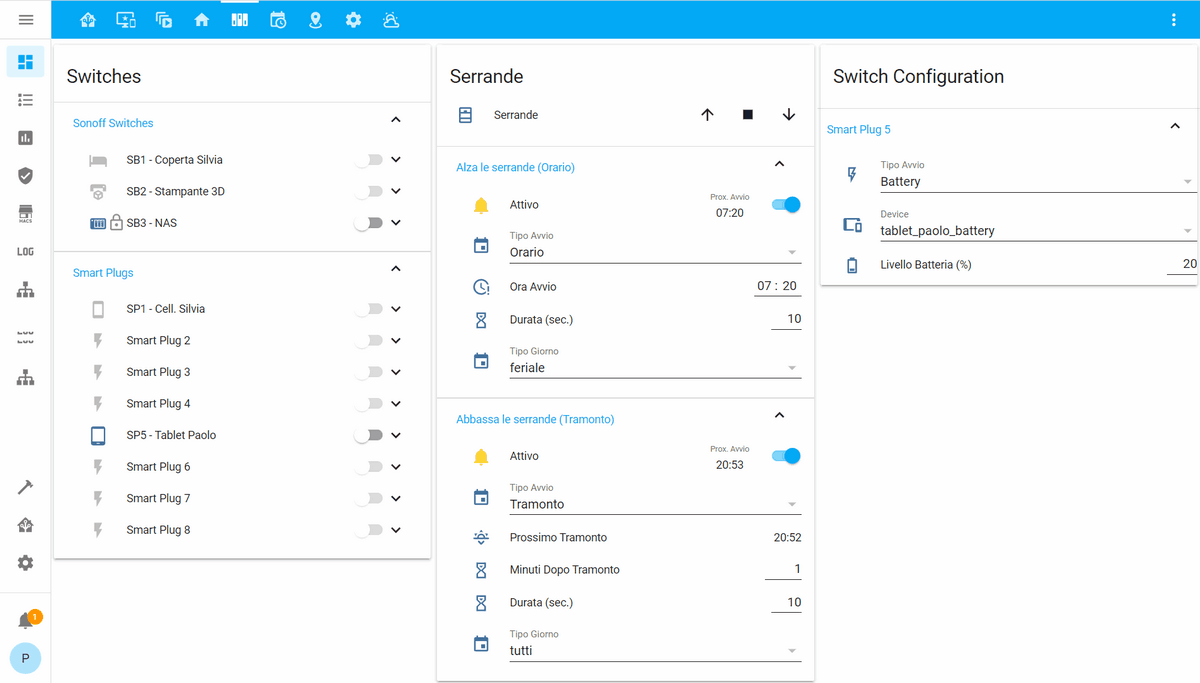 Switches
Sonoff Switches
SB1 - Coperta Silvia
SB2 - Stampante 3D
SB3 - NAS
Smart Plugs
SP1 - Cell. Silvia
Smart Plug 2
Smart Plug 3
Smart Plug 4
SP5 - Tablet Paolo
Smart Plug 6
Smart Plug 7
Smart Plug 8
Serrande
Serrande
Alza le serrande (Orario)
Attivo
Prox. Avvio
07:20
Tipo Avvio
Orario
Ora Avvio
07 : 20
Durata (sec.)
10
Tipo Giorno
feriale
Abbassa le serrande (Tramonto)
Attivo
Prox. Avvio
20:53
Tipo Avvio
Tramonto
Prossimo Tramonto
20:52
Minuti Dopo Tramonto
1
Durata (sec.)
10
Tipo Giorno
tutti
Switch Configuration
Smart Plug 5
Tipo Avvio
Battery
Device
tablet_paolo_battery
Livello Batteria (%)
20
HACS
LOG
1
P